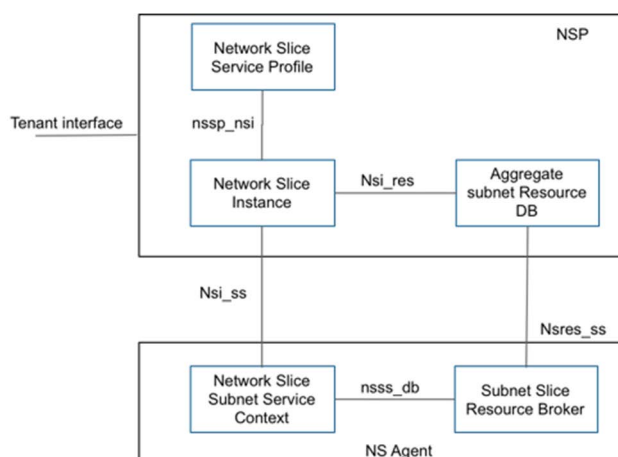 NSP
Network Slice
Service Profile
Tenant interface
nssp_nsi
Network Slice
Instance
Nsi_res
Aggregate
subnet Resource
DB
Nsi_ss
Nsres_ss
Network Slice
Subnet Service
Context
nsss_db
Subnet Slice
Resource Broker
NS Agent